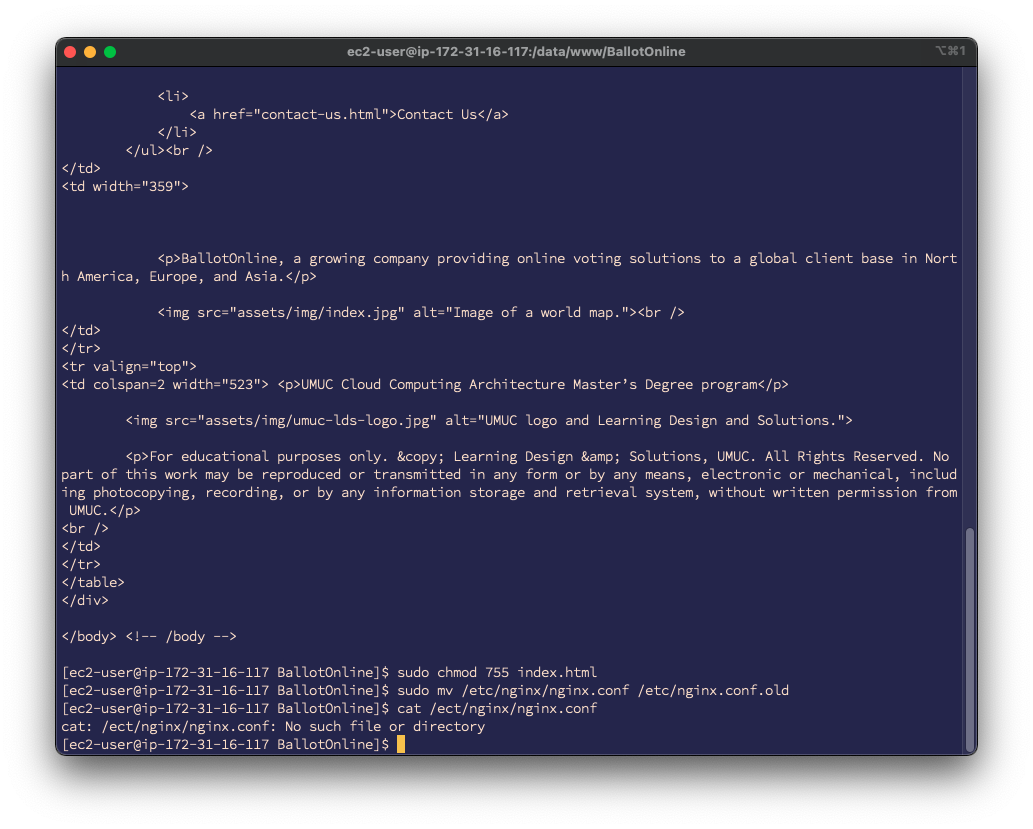 ec2-user@ip-172-31-16-117:/data/www/BallotOnline
⌥⌘1
<li>
<a href="contact-us.html">Contact Us</a>
</li>
</ul><br />
</td>
<td width="359">
<p>BallotOnline, a growing company providing online voting solutions to a global client base in Nort
h America, Europe, and Asia.</p>
<img src="assets/img/index.jpg" alt="Image of a world map."><br />
</td>
</tr>
<tr valign="top">
<td colspan=2 width="523"> <p>UMUC Cloud Computing Architecture Master’s Degree program</p>
<img src="assets/img/umuc-lds-logo.jpg" alt="UMUC logo and Learning Design and Solutions.">
<p>For educational purposes only. &copy; Learning Design &amp; Solutions, UMUC. All Rights Reserved. No
part of this work may be reproduced or transmitted in any form or by any means, electronic or mechanical, includ
ing photocopying, recording, or by any information storage and retrieval system, without written permission from
UMUC.</p>
<br />
</td>
</tr>
</table>
</div>
</body> <!-- /body -->
[ec2-user@ip-172-31-16-117 BallotOnline]$ sudo chmod 755 index.html
[ec2-user@ip-172-31-16-117 BallotOnline]$ sudo mv /etc/nginx/nginx.conf /etc/nginx.conf.old
[ec2-user@ip-172-31-16-117 BallotOnline]$ cat /ect/nginx/nginx.conf
cat: /ect/nginx/nginx.conf: No such file or directory
[ec2-user@ip-172-31-16-117 BallotOnline]$